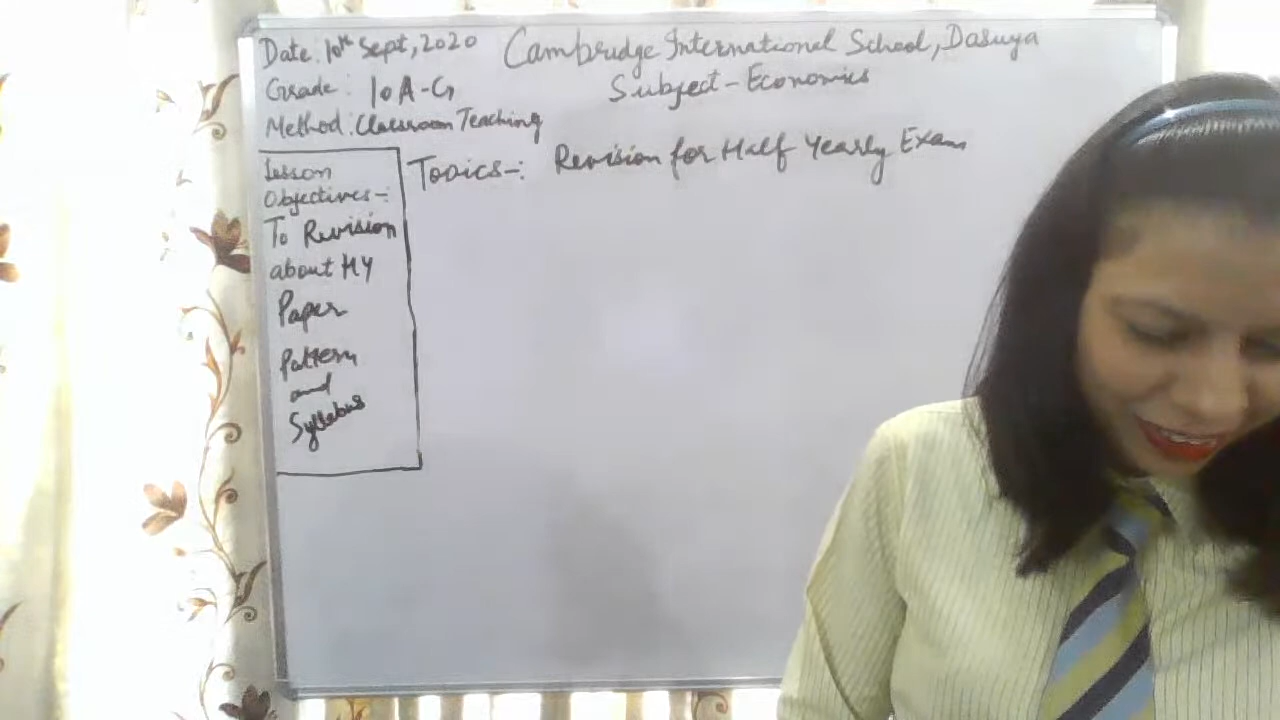 Date: 10th Sept, 2020
Cambridge International School, Dasuya
Grade: 10 A-G
Subject - Economics
Method: Classroom Teaching
Topics-: Revision for Half Yearly Exam
Lesson
Objectives-:
To Revision
about HY
Paper
Pattern
and
Syllebus